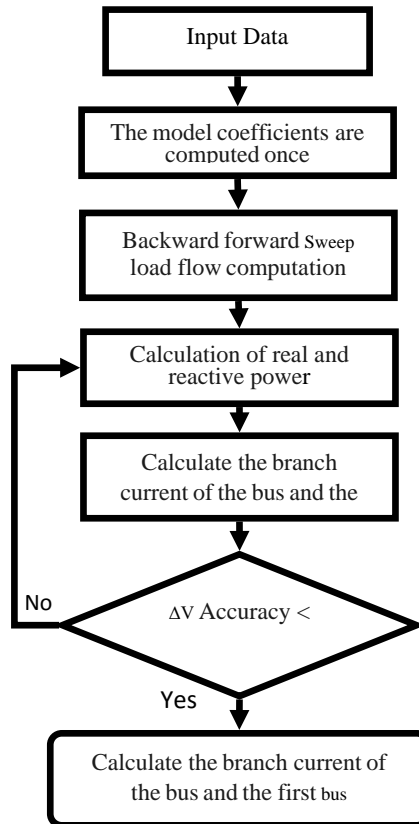 Input Data
The model coefficients are
computed once
Backward forward Sweep
load flow computation
Calculation of real and
reactive power
Calculate the branch
current of the bus and the
ΔV Accuracy <
No
Yes
Calculate the branch current of
the bus and the first bus